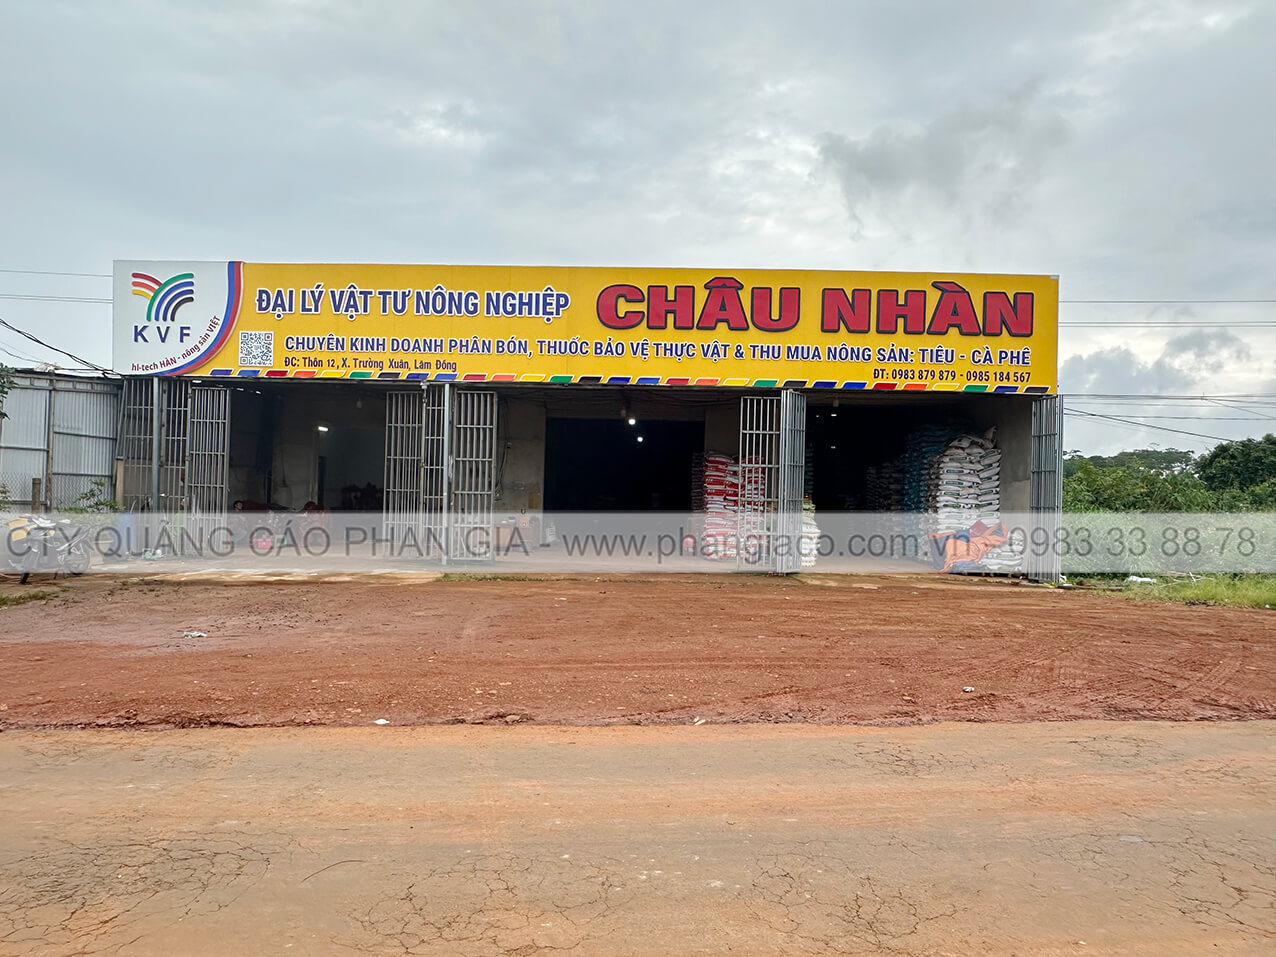 KVF
hi-tech HÀN - nông sản VIỆT
ĐẠI LÝ VẬT TƯ NÔNG NGHIỆP
CHÂU NHÀN
CHUYÊN KINH DOANH PHÂN BÓN, THUỐC BẢO VỆ THỰC VẬT & THU MUA NÔNG SẢN: TIÊU - CÀ PHÊ
ĐC: Thôn 12, X. Trường Xuân, Lâm Đồng
ĐT: 0983 879 879 - 0985 184 567
CTY QUẢNG CÁO PHAN GIA www.phangiaco.com.vn 0983 33 88 78